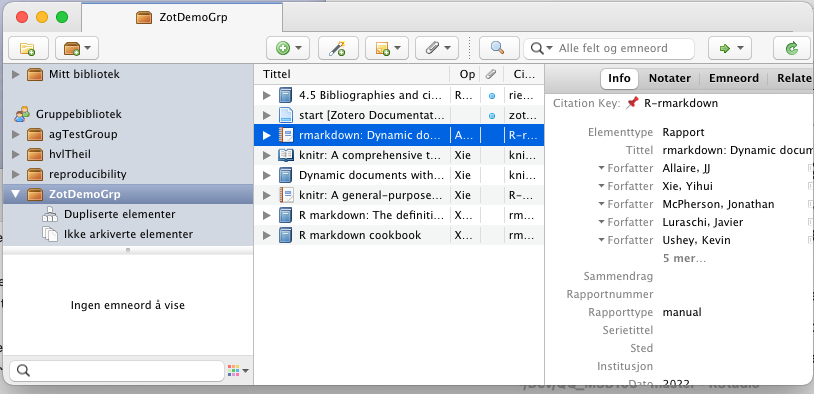 ZotDemoGrp
Alle felt og emneord
Mitt bibliotek
Gruppebibliotek
agTestGroup
hvlTheil
reproducibility
ZotDemoGrp
Dupliserte elementer
Ikke arkiverte elementer
Ingen emneord å vise
Tittel Op Ci...
4.5 Bibliographies and ci... R... rie...
start [Zotero Documentat... zot...
rmarkdown: Dynamic do... A... R-r...
knitr: A comprehensive t... Xie kni...
Dynamic documents with... Xie kni...
knitr: A general-purpose... Xie R-...
R markdown: The definiti... X... rm...
R markdown cookbook X... rm...
Info Notater Emneord Relate
Citation Key: R-rmarkdown
Elementtype Rapport
Tittel rmarkdown: Dynamic docum
Forfatter Allaire, JJ
Forfatter Xie, Yihui
Forfatter McPherson, Jonathan
Forfatter Luraschi, Javier
Forfatter Ushey, Kevin
5 mer...
Sammendrag
Rapportnummer
Rapporttype manual
Serietittel
Sted
Institusjon
Dato 2022